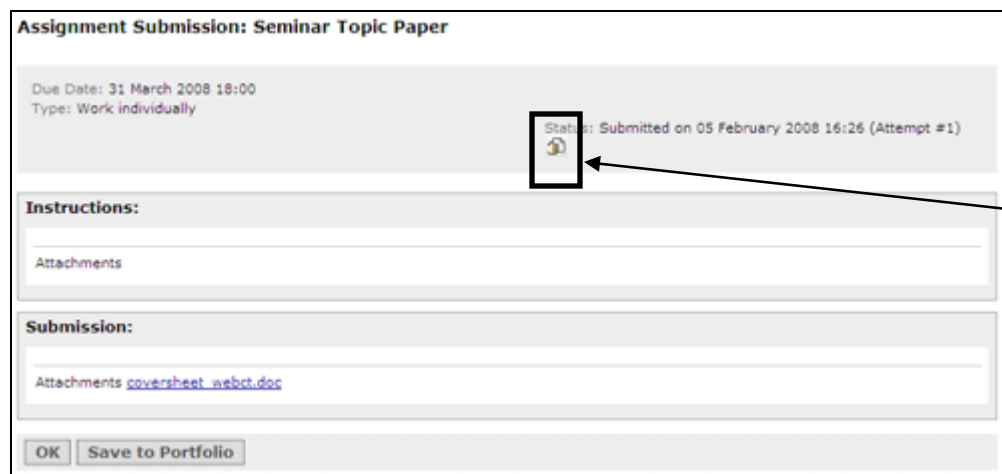 Assignment Submission: Seminar Topic Paper
Due Date: 31 March 2008 18:00
Type: Work individually
Status: Submitted on 05 February 2008 16:26 (Attempt #1)
Instructions:
Attachments
Submission:
Attachments coversheet_webct.doc
OK Save to Portfolio